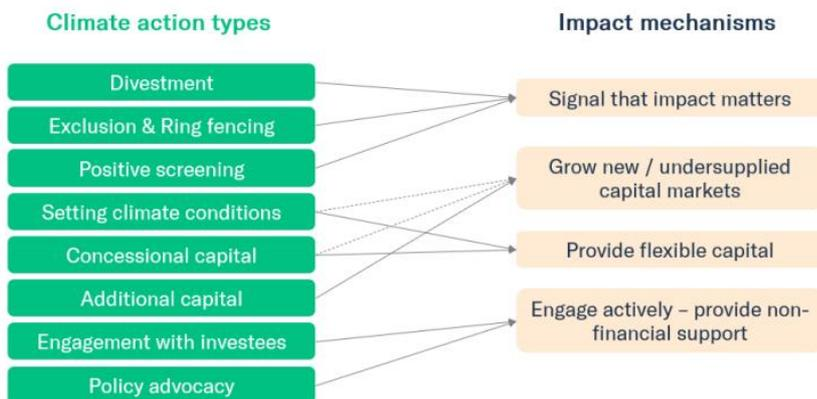 Climate action types
Impact mechanisms
Divestment
Exclusion & Ring fencing
Positive screening
Setting climate conditions
Concessional capital
Additional capital
Engagement with investees
Policy advocacy
Signal that impact matters
Grow new / undersupplied
capital markets
Provide flexible capital
Engage actively – provide non-
financial support